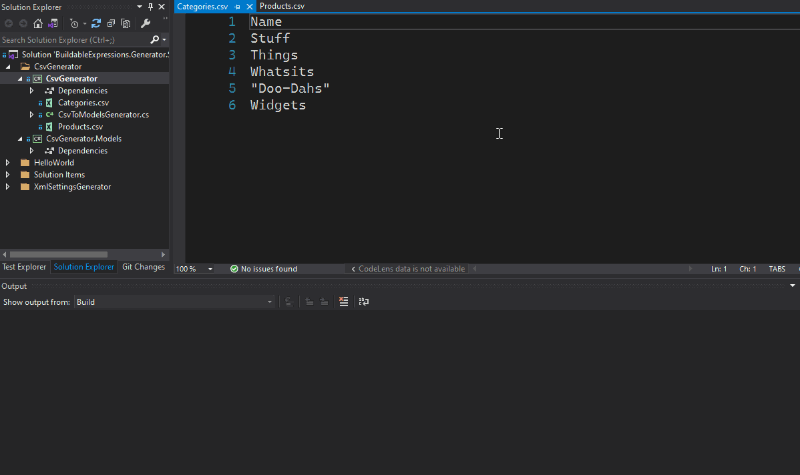 Solution Explorer
Search Solution Explorer (Ctrl+;)
Solution 'BuildableExpressions.Generator.S
CsvGenerator
CsvGenerator
Dependencies
Categories.csv
CsvToModelsGenerator.cs
Products.csv
CsvGenerator.Models
Dependencies
HelloWorld
Solution Items
XmlSettingsGenerator
Test Explorer Solution Explorer Git Changes
Categories.csv Products.csv
1 Name
2 Stuff
3 Things
4 Whatsits
5 "Doo-Dahs"
6 Widgets
100 % No issues found CodeLens data is not available Ln: 1 Ch: 1 TABS
Output
Show output from: Build